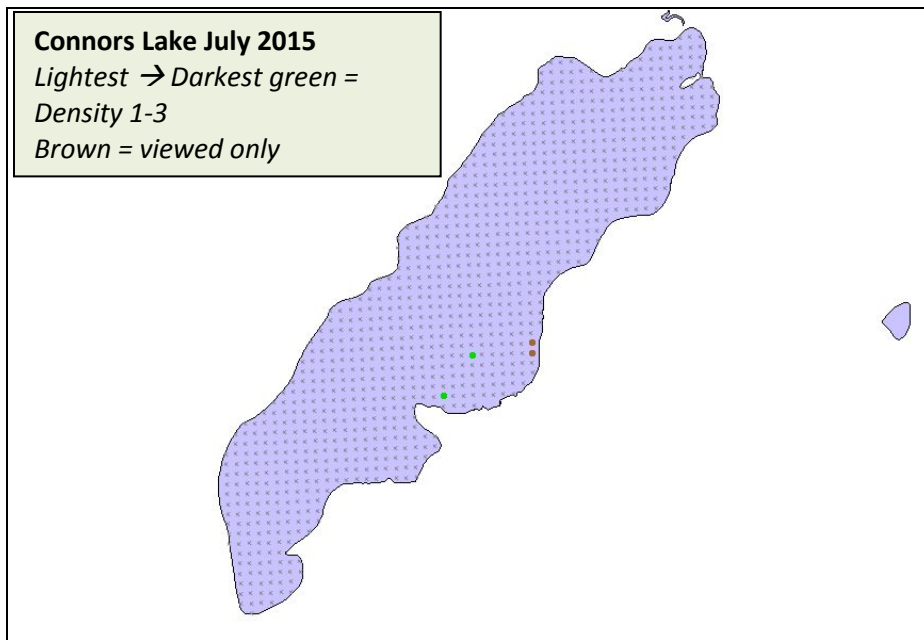 Connors Lake July 2015
Lightest → Darkest green =
Density 1-3
Brown = viewed only